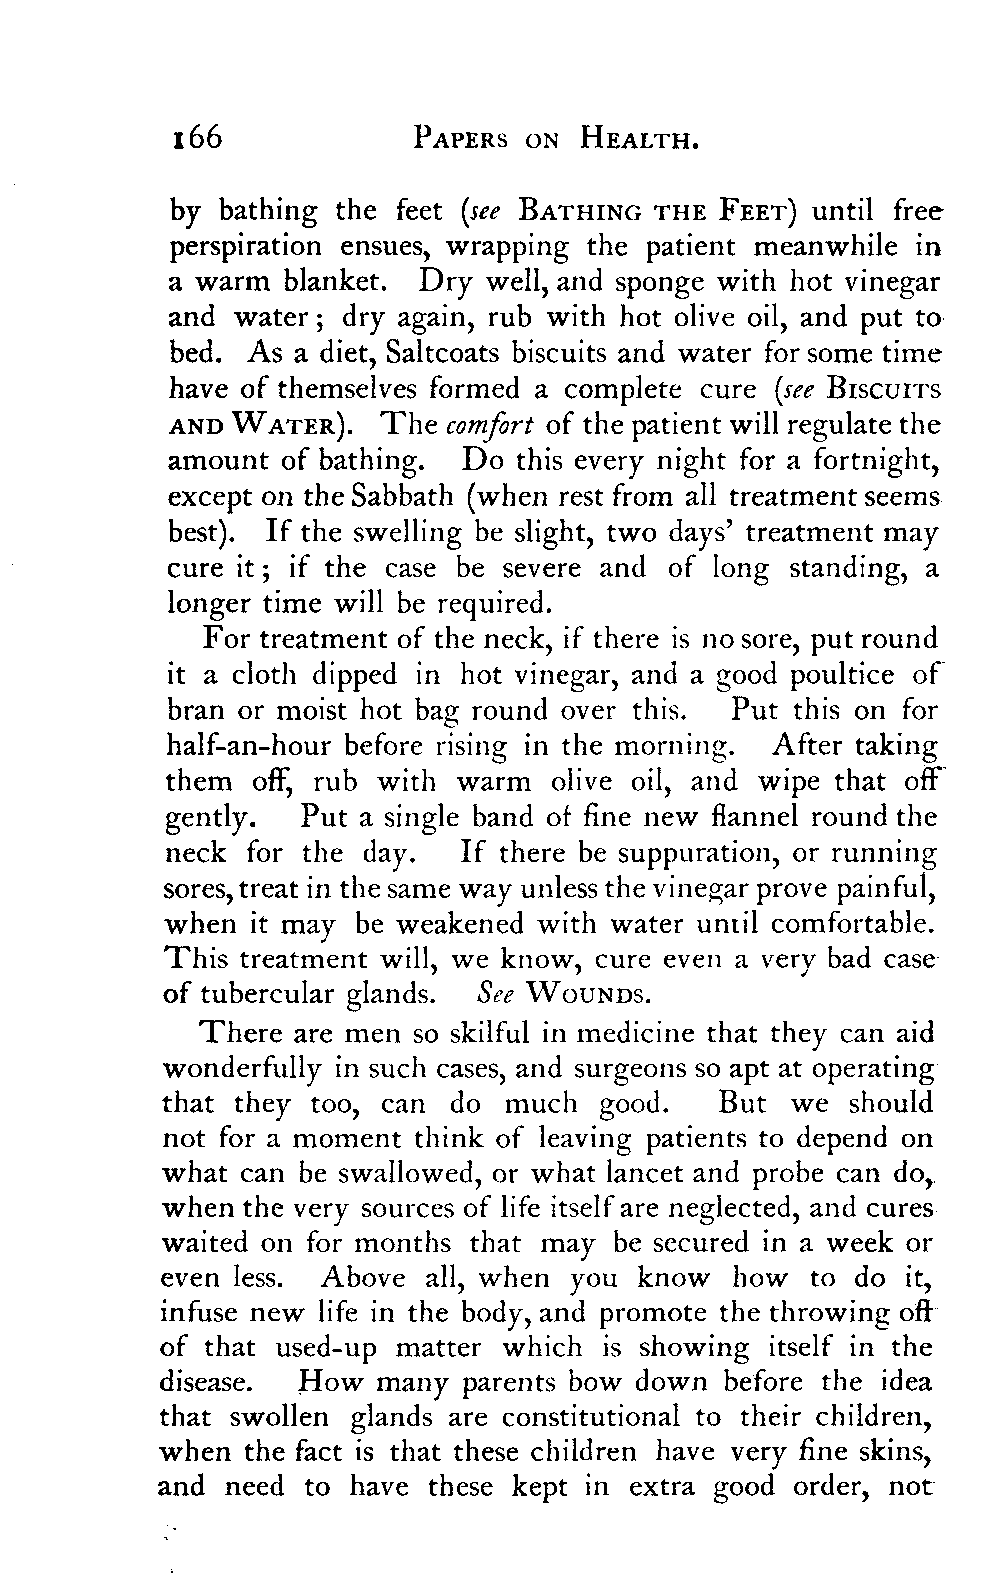 166 PAPERS ON HEALTH.
by bathing the feet (see BATHING THE FEET) until free
perspiration ensues, wrapping the patient meanwhile in
a warm blanket. Dry well, and sponge with hot vinegar
and water; dry again, rub with hot olive oil, and put to
bed. As a diet, Saltcoats biscuits and water for some time
have of themselves formed a complete cure (see BISCUITS
AND WATER). The comfort of the patient will regulate the
amount of bathing. Do this every night for a fortnight,
except on the Sabbath (when rest from all treatment seems
best). If the swelling be slight, two days' treatment may
cure it; if the case be severe and of long standing, a
longer time will be required.
For treatment of the neck, if there is no sore, put round
it a cloth dipped in hot vinegar, and a good poultice of
bran or moist hot bag round over this. Put this on for
half-an-hour before rising in the morning. After taking
them off, rub with warm olive oil, and wipe that off
gently. Put a single band of fine new flannel round the
neck for the day. If there be suppuration, or running
sores, treat in the same way unless the vinegar prove painful,
when it may be weakened with water until comfortable.
This treatment will, we know, cure even a very bad case
of tubercular glands. See WOUNDS.
There are men so skilful in medicine that they can aid
wonderfully in such cases, and surgeons so apt at operating
that they too, can do much good. But we should
not for a moment think of leaving patients to depend on
what can be swallowed, or what lancet and probe can do,
when the very sources of life itself are neglected, and cures
waited on for months that may be secured in a week or
even less. Above all, when you know how to do it,
infuse new life in the body, and promote the throwing off
of that used-up matter which is showing itself in the
disease. How many parents bow down before the idea
that swollen glands are constitutional to their children,
when the fact is that these children have very fine skins,
and need to have these kept in extra good order, not